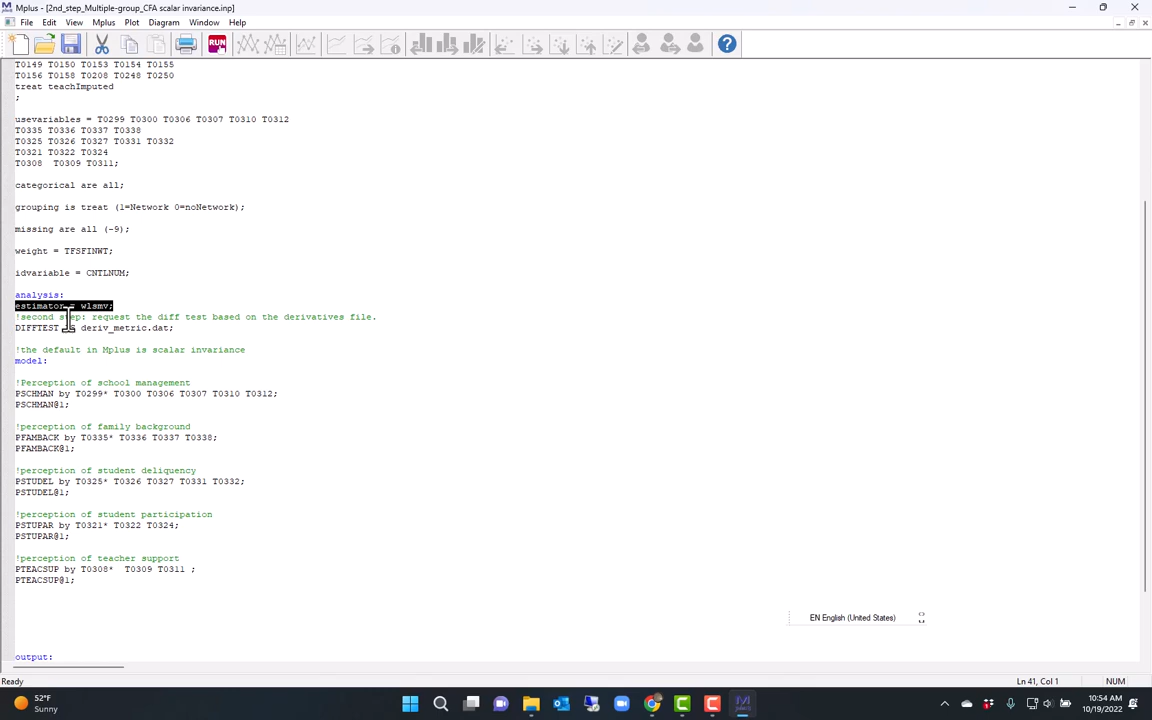 Mplus - [2nd_step_Multiple-group_CFA scalar invariance.inp]
File Edit View Mplus Plot Diagram Window Help
RUN
T0149 T0150 T0153 T0154 T0155
T0156 T0158 T0208 T0248 T0250
treat teachImputed
;
usevariables = T0299 T0300 T0306 T0307 T0310 T0312
T0335 T0336 T0337 T0338
T0325 T0326 T0327 T0331 T0332
T0321 T0322 T0324
T0308 T0309 T0311;
categorical are all;
grouping is treat (1=Network 0=noNetwork);
missing are all (-9);
weight = TFSFINWT;
idvariable = CNTLNUM;
analysis:
estimator = wlsmv;
!second step: request the diff test based on the derivatives file.
DIFFTEST deriv_metric.dat;
!the default in Mplus is scalar invariance
model:
!Perception of school management
PSCHMAN by T0299* T0300 T0306 T0307 T0310 T0312;
PSCHMAN@1;
!perception of family background
PFAMBACK by T0335* T0336 T0337 T0338;
PFAMBACK@1;
!perception of student deliquency
PSTUDEL by T0325* T0326 T0327 T0331 T0332;
PSTUDEL@1;
!perception of student participation
PSTUPAR by T0321* T0322 T0324;
PSTUPAR@1;
!perception of teacher support
PTEACSUP by T0308* T0309 T0311 ;
PTEACSUP@1;
EN English (United States)
output:
Ready
Ln 41, Col 1
NUM
52°F
Sunny
10:54 AM
10/19/2022